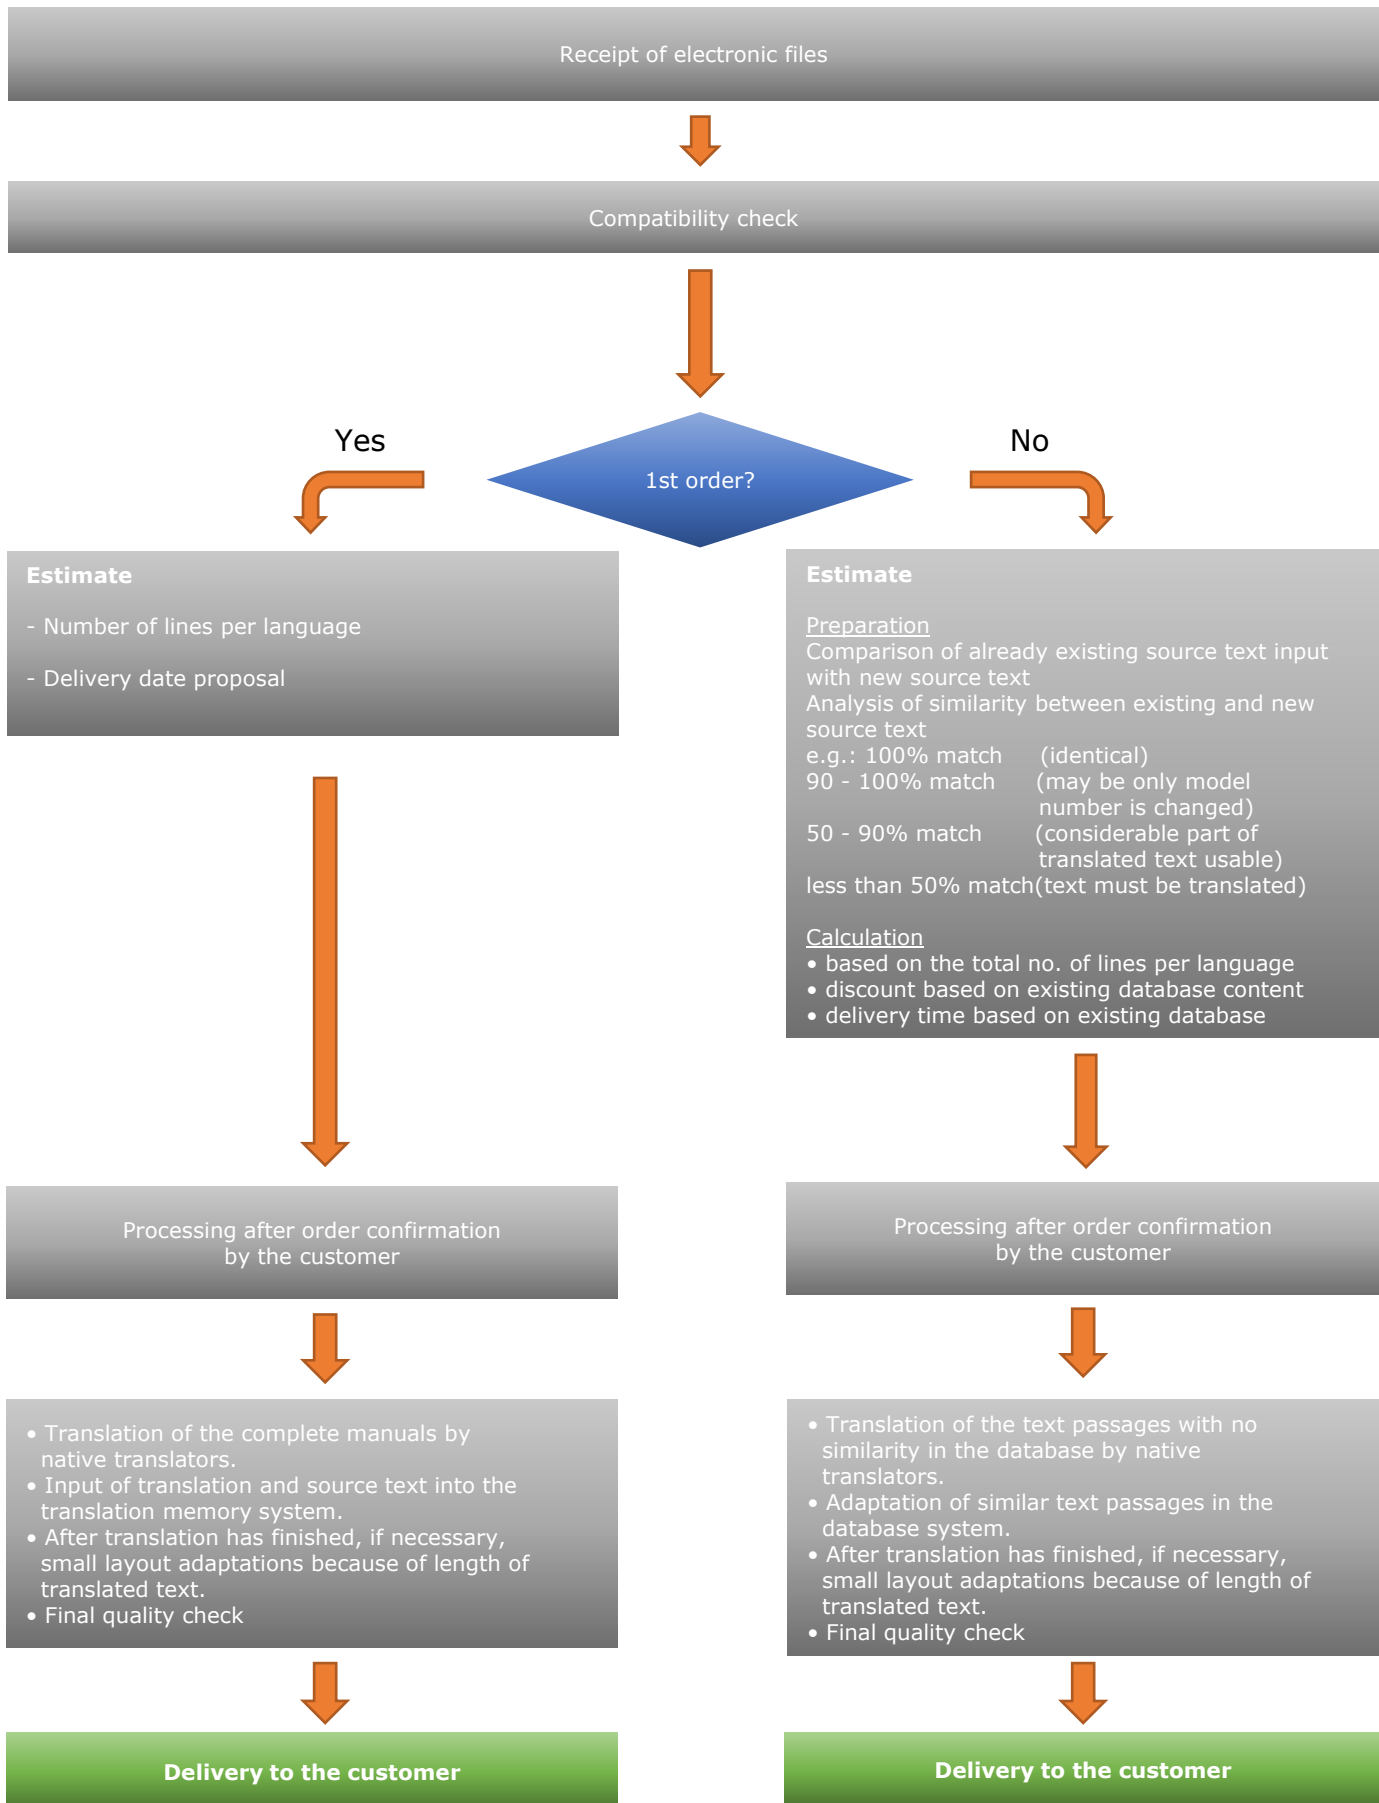 Receipt of electronic files
Compatibility check
Yes
No
1st order?
Estimate
- Number of lines per language
- Delivery date proposal
Estimate
Preparation
Comparison of already existing source text input
with new source text
Analysis of similarity between existing and new
source text
e.g.: 100% match (identical)
90 - 100% match (may be only model
number is changed)
50 - 90% match (considerable part of
translated text usable)
less than 50% match(text must be translated)
Calculation
• based on the total no. of lines per language
• discount based on existing database content
• delivery time based on existing database
Processing after order confirmation
by the customer
Processing after order confirmation
by the customer
• Translation of the complete manuals by
native translators.
• Input of translation and source text into the
translation memory system.
• After translation has finished, if necessary,
small layout adaptations because of length of
translated text.
• Final quality check
• Translation of the text passages with no
similarity in the database by native
translators.
• Adaptation of similar text passages in the
database system.
• After translation has finished, if necessary,
small layout adaptations because of length of
translated text.
• Final quality check
Delivery to the customer
Delivery to the customer